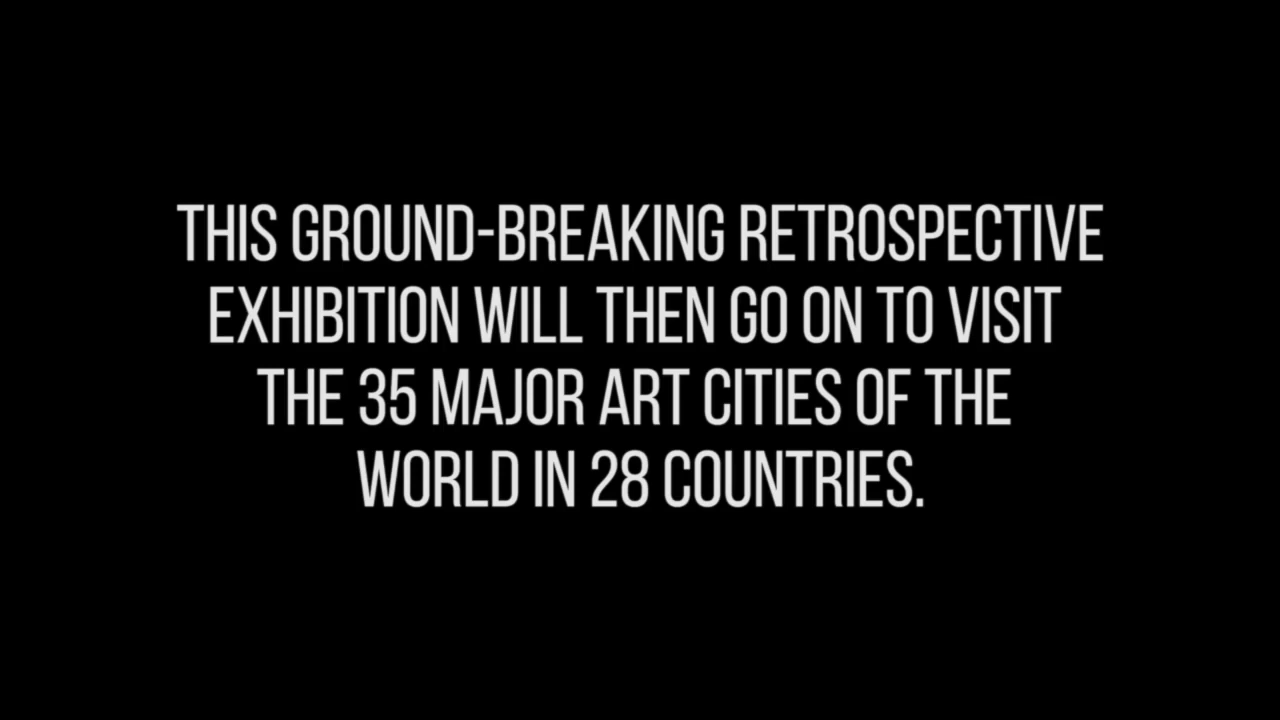 THIS GROUND-BREAKING RETROSPECTIVE
EXHIBITION WILL THEN GO ON TO VISIT
THE 35 MAJOR ART CITIES OF THE
WORLD IN 28 COUNTRIES.